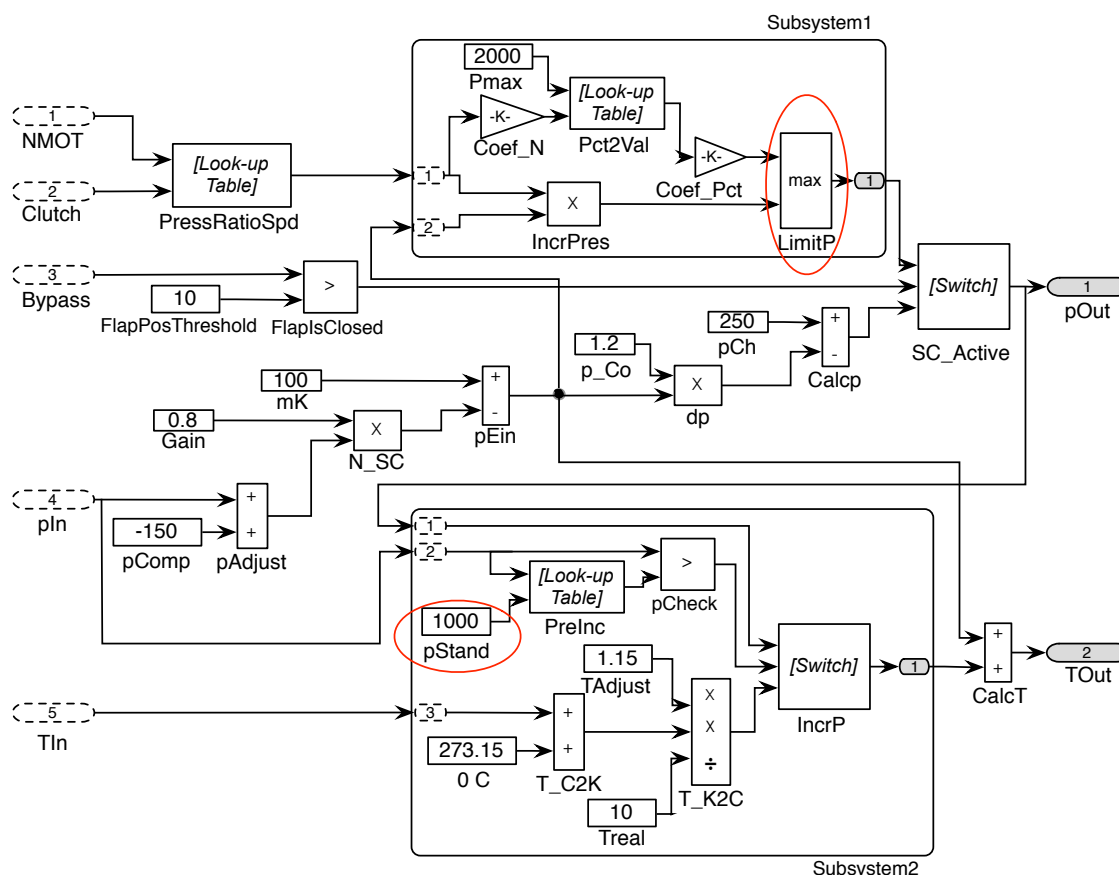 Subsystem1
2000
Pmax
[Look-up
Table]
Pct2Val
-K-
Coef_N
-K-
Coef_Pct
max
LimitP
1
1
NMOT
2
Clutch
[Look-up
Table]
PressRatioSpd
1
2
X
IncrPres
3
Bypass
10
FlapPosThreshold
>
FlapIsClosed
[Switch]
SC_Active
1
pOut
250
pCh
+
-
Calcp
1.2
p_Co
X
dp
100
mK
+
-
pEin
0.8
Gain
X
N_SC
4
pIn
-150
pComp
+
+
pAdjust
1
2
[Look-up
Table]
PreInc
>
pCheck
1000
pStand
1.15
TAdjust
[Switch]
IncrP
1
+
+
CalcT
2
TOut
5
TIn
3
273.15
0 C
+
+
T_C2K
X
X
÷
T_K2C
10
Treal
Subsystem2